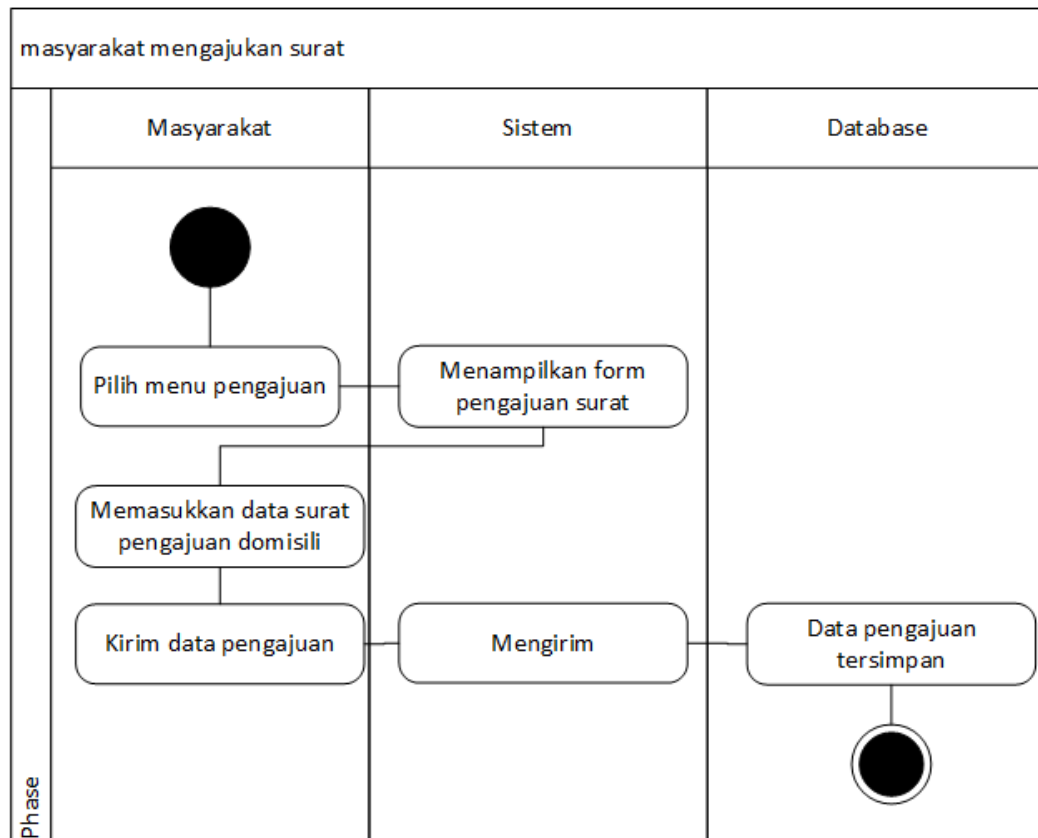 masyarakat mengajukan surat
Masyarakat
Sistem
Database
Pilih menu pengajuan
Menampilkan form
pengajuan surat
Memasukkan data surat
pengajuan domisili
Kirim data pengajuan
Mengirim
Data pengajuan
tersimpan
Phase